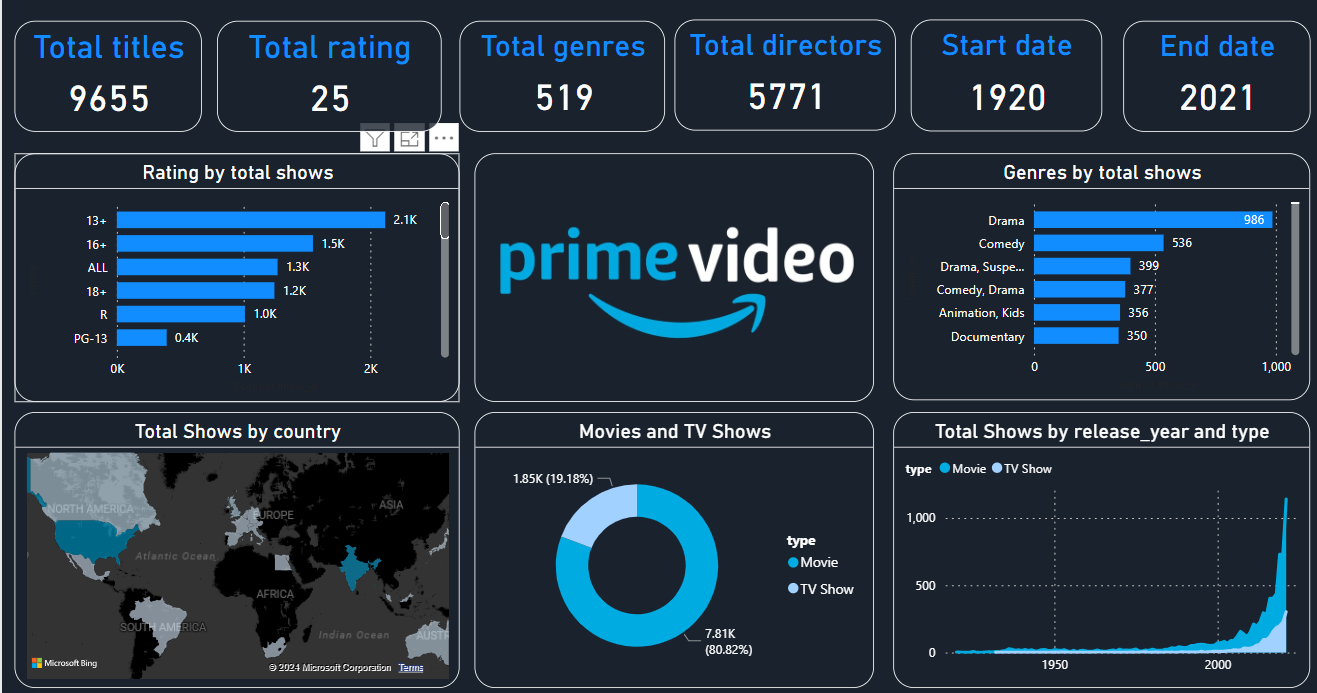 Total titles
9655
Total rating
25
Total genres
519
Total directors
5771
Start date
1920
End date
2021
Rating by total shows
13+ 2.1K
16+ 1.5K
ALL 1.3K
18+ 1.2K
R 1.0K
PG-13 0.4K
0K 1K 2K
prime video
Genres by total shows
Drama 986
Comedy 536
Drama, Suspe... 399
Comedy, Drama 377
Animation, Kids 356
Documentary 350
0 500 1,000
Total Shows by country
NORTH AMERICA
EUROPE
ASIA
Atlantic Ocean
AFRICA
SOUTH AMERICA
Indian Ocean
AUSTR
Microsoft Bing
© 2024 Microsoft Corporation Terms
Movies and TV Shows
1.85K (19.18%)
type
Movie
TV Show
7.81K
(80.82%)
Total Shows by release_year and type
type Movie TV Show
1,000
500
0
1950 2000